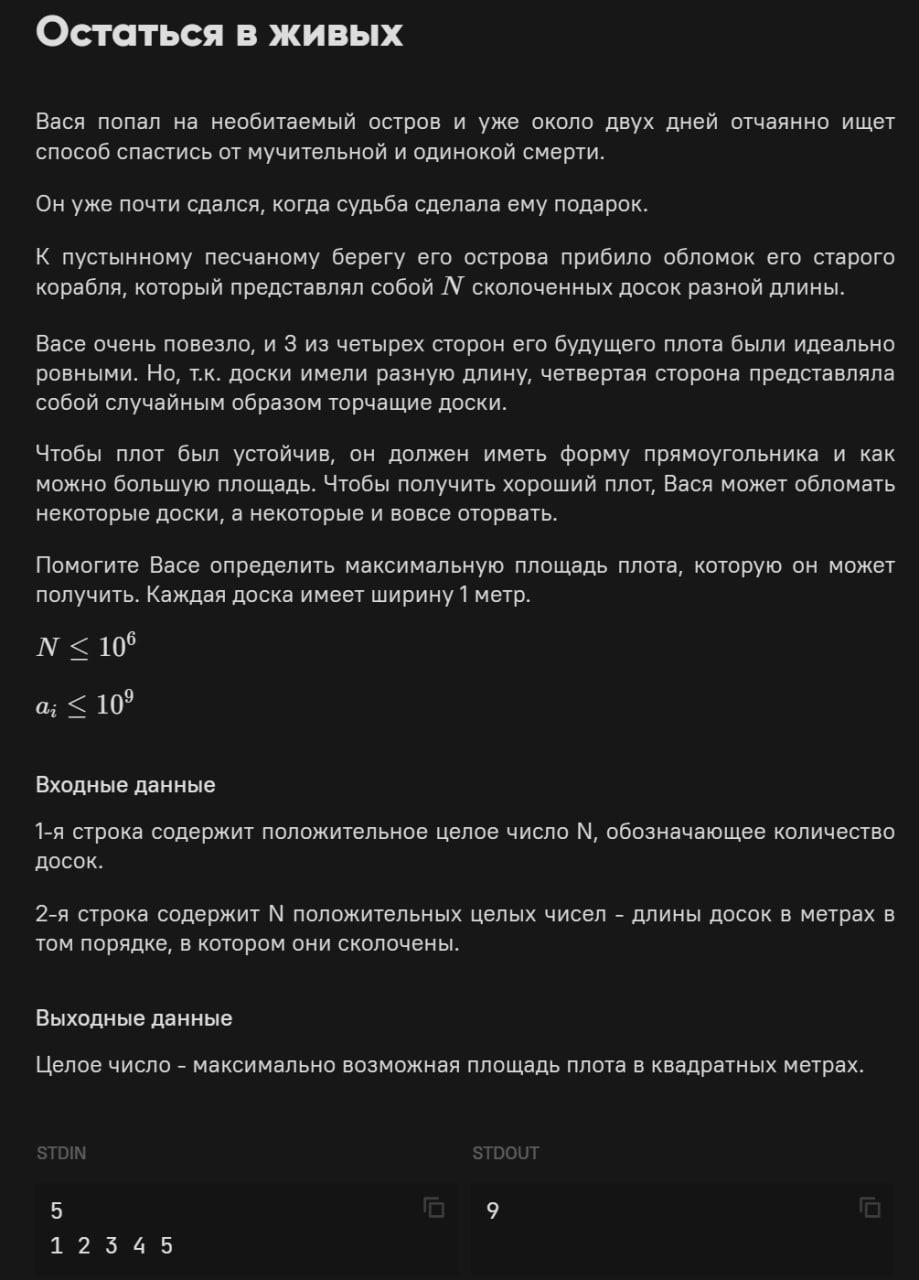 Остаться в живых
Вася попал на необитаемый остров и уже около двух дней отчаянно ищет
способ спастись от мучительной и одинокой смерти.
Он уже почти сдался, когда судьба сделала ему подарок.
К пустынному песчаному берегу его острова прибило обломок его старого
корабля, который представлял собой N сколоченных досок разной длины.
Васе очень повезло, и 3 из четырех сторон его будущего плота были идеально
ровными. Но, т.к. доски имели разную длину, четвертая сторона представляла
собой случайным образом торчащие доски.
Чтобы плот был устойчив, он должен иметь форму прямоугольника и как
можно большую площадь. Чтобы получить хороший плот, Вася может обломать
некоторые доски, а некоторые и вовсе оторвать.
Помогите Васе определить максимальную площадь плота, которую он может
получить. Каждая доска имеет ширину 1 метр.
N ≤ 10⁶
aᵢ ≤ 10⁹
Входные данные
1-я строка содержит положительное целое число N, обозначающее количество
досок.
2-я строка содержит N положительных целых чисел - длины досок в метрах в
том порядке, в котором они сколочены.
Выходные данные
Целое число - максимально возможная площадь плота в квадратных метрах.
STDIN
5
1 2 3 4 5
STDOUT
9